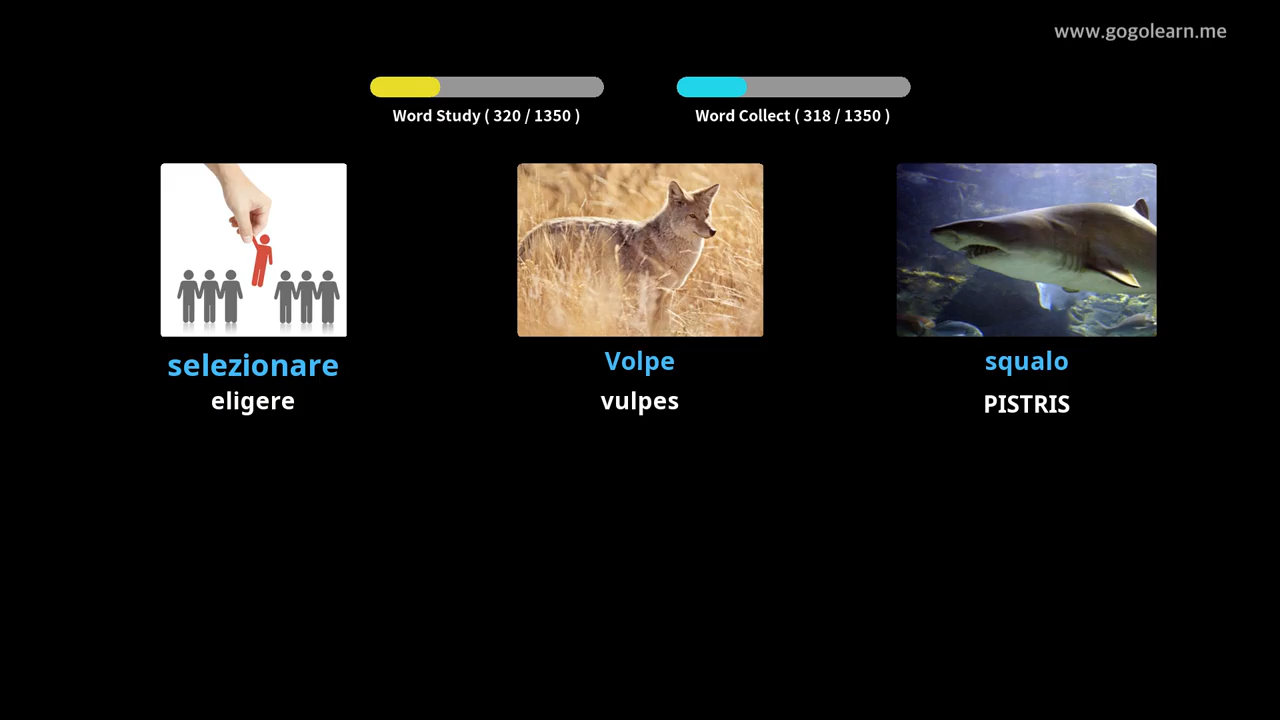 www.gogolearn.me
Word Study ( 320 / 1350 )
Word Collect ( 318 / 1350 )
selezionare
eligere
Volpe
vulpes
squalo
PISTRIS